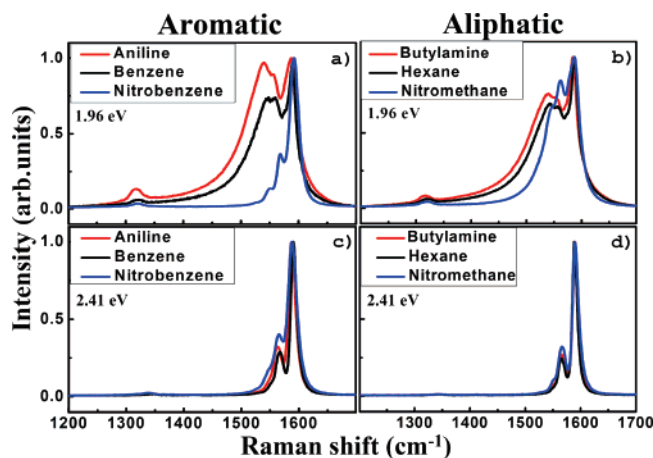 Aromatic Aliphatic
Intensity (arb.units)
1.0
0.5
0.0
Aniline
Benzene
Nitrobenzene
1.96 eV
a)
Butylamine
Hexane
Nitromethane
1.96 eV
b)
1.0
0.5
0.0
Aniline
Benzene
Nitrobenzene
2.41 eV
c)
Butylamine
Hexane
Nitromethane
2.41 eV
d)
1200 1300 1400 1500 1600 1300 1400 1500 1600 1700
Raman shift (cm⁻¹)